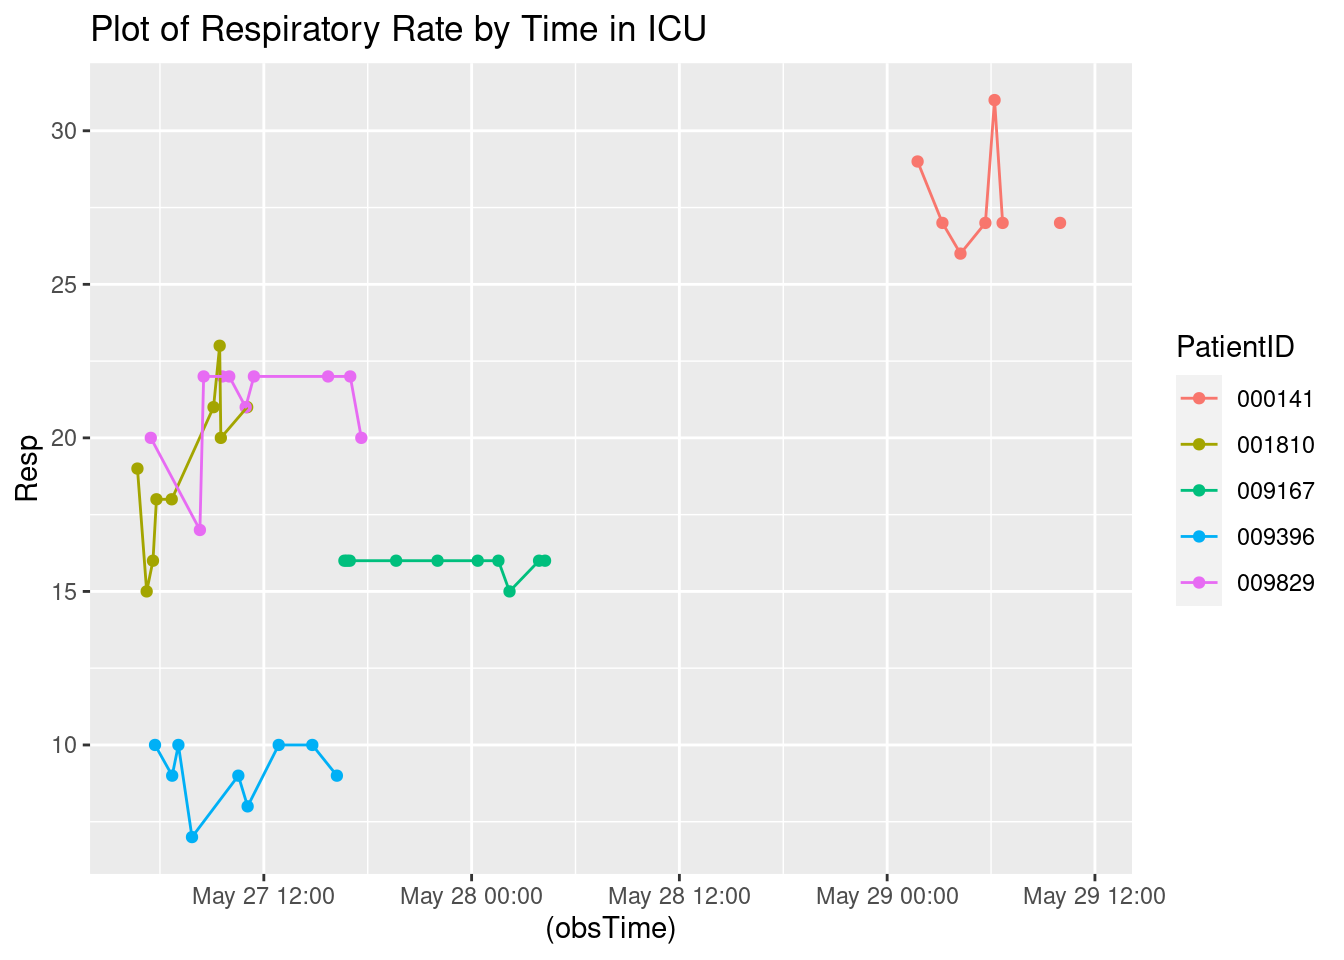 Plot of Respiratory Rate by Time in ICU
30
25
20
15
10
Resp
May 27 12:00
May 28 00:00
May 28 12:00
May 29 00:00
May 29 12:00
(obsTime)
PatientID
000141
001810
009167
009396
009829